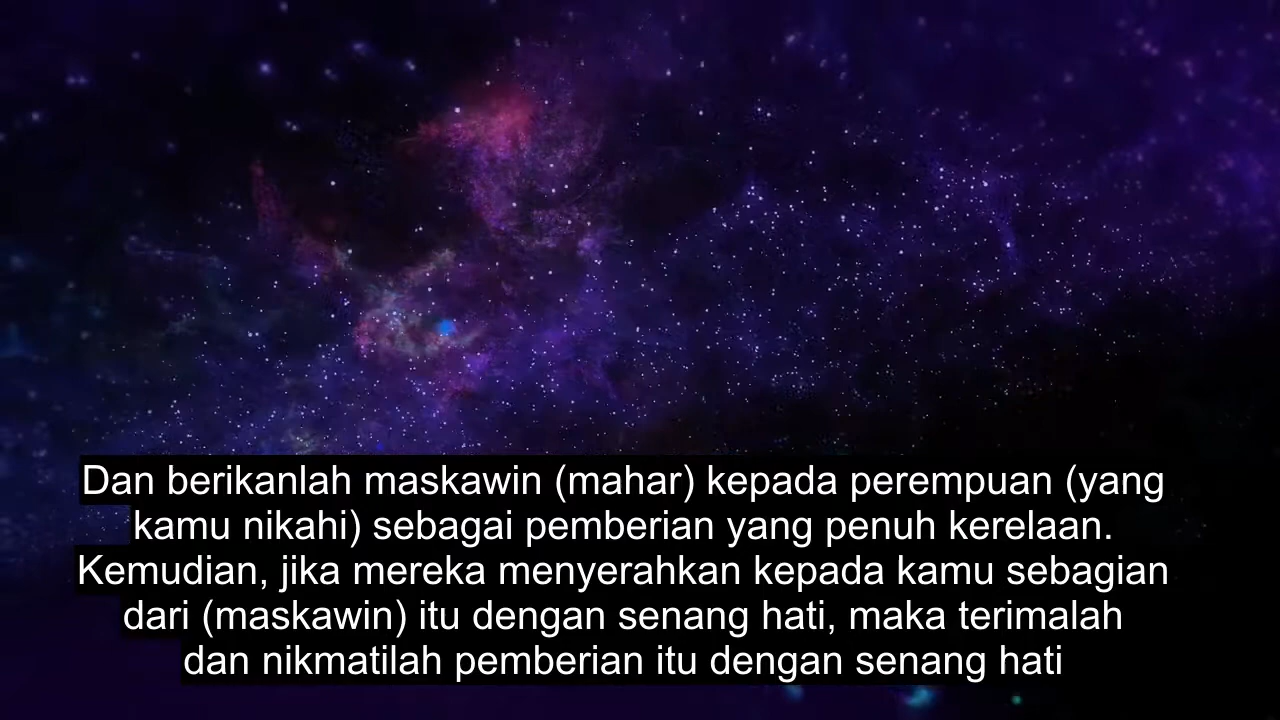 Dan berikanlah maskawin (mahar) kepada perempuan (yang
kamu nikahi) sebagai pemberian yang penuh kerelaan.
Kemudian, jika mereka menyerahkan kepada kamu sebagian
dari (maskawin) itu dengan senang hati, maka terimalah
dan nikmatilah pemberian itu dengan senang hati